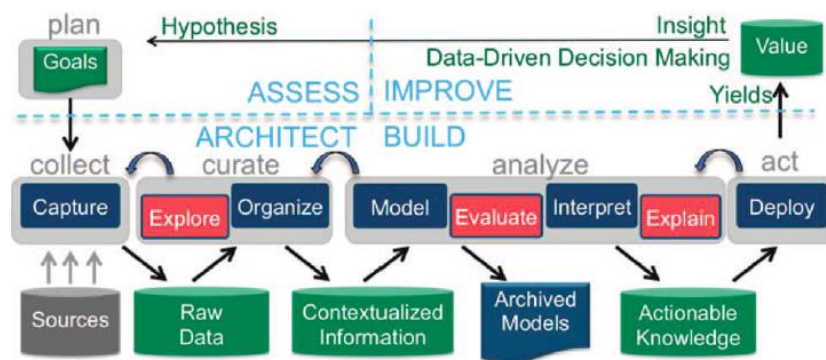 plan
Goals
Hypothesis
Insight
Data-Driven Decision Making
Value
Yields
ASSESS
IMPROVE
ARCHITECT
BUILD
collect
curate
analyze
act
Capture
Explore
Organize
Model
Evaluate
Interpret
Explain
Deploy
Sources
Raw
Data
Contextualized
Information
Archived
Models
Actionable
Knowledge